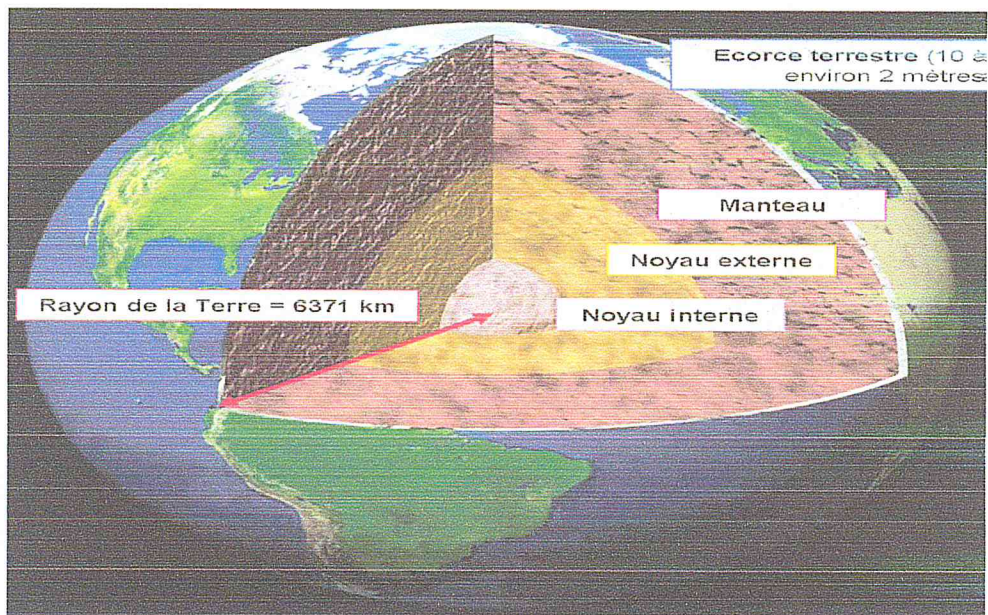 Ecorce terrestre (10 à
environ 2 mètres
Manteau
Noyau externe
Rayon de la Terre = 6371 km
Noyau interne